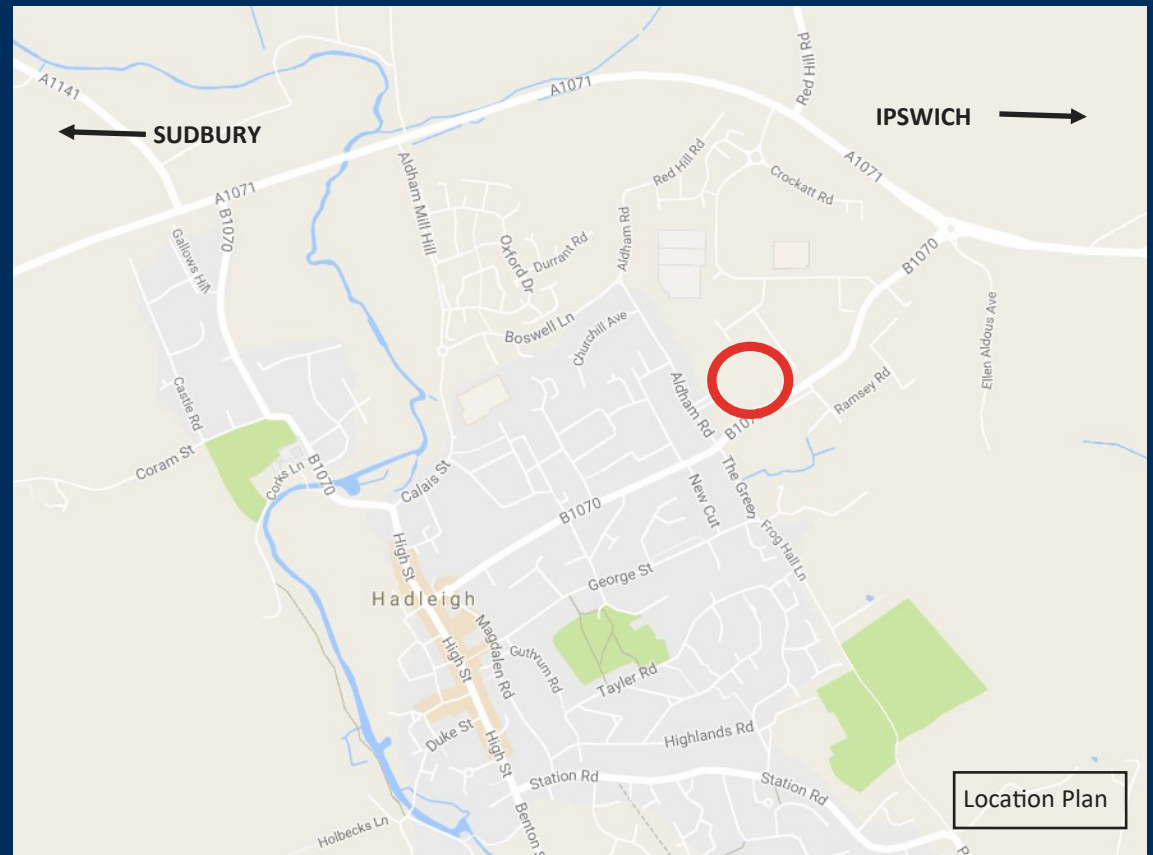 A1141
SUDBURY
A1071
Red Hill Rd
IPSWICH
A1071
Crockatt Rd
Red Hill Rd
A1071
B1070
Aldham Mill Hill
Gallows Hill
Oxford Dr
Durrant Rd
Aldham Rd
B1070
Ellen Aldous Ave
Boswell Ln
Churchill Ave
Castle Rd
Aldham Rd
Ramsey Rd
Coram St
Corks Ln
B1070
Calais St
The Green
New Cut
B1070
High St
Frog Hall Ln
George St
Hadleigh
Magdalen Rd
Guthrum Rd
High St
Tayler Rd
Duke St
Highlands Rd
High St
Station Rd
Station Rd
Location Plan
Holbecks Ln